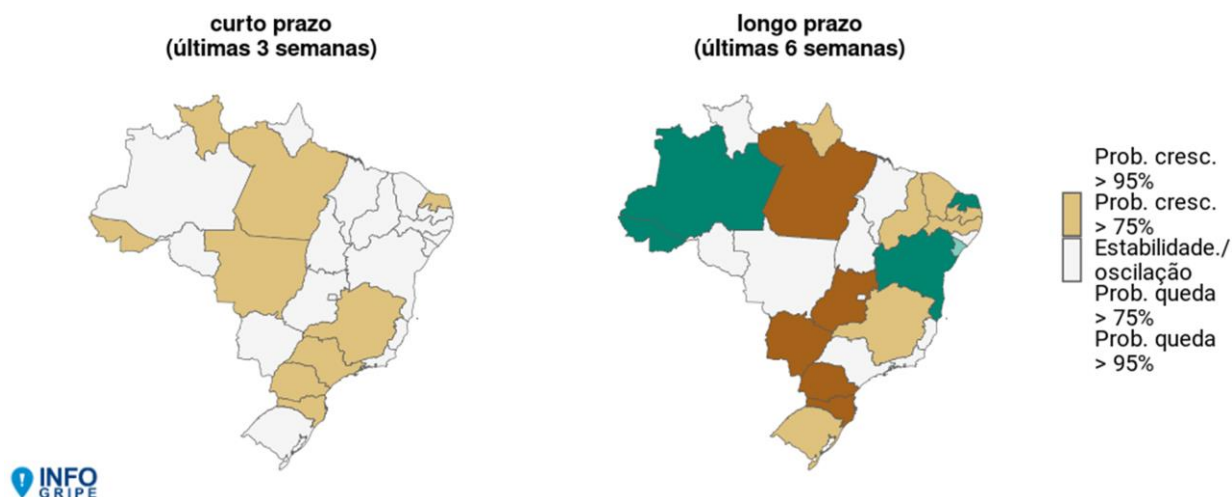 curto prazo
(últimas 3 semanas)
longo prazo
(últimas 6 semanas)
Prob. cresc.
> 95%
Prob. cresc.
> 75%
Estabilidade./
oscilação
Prob. queda
> 75%
Prob. queda
> 95%
INFO
GRIPE